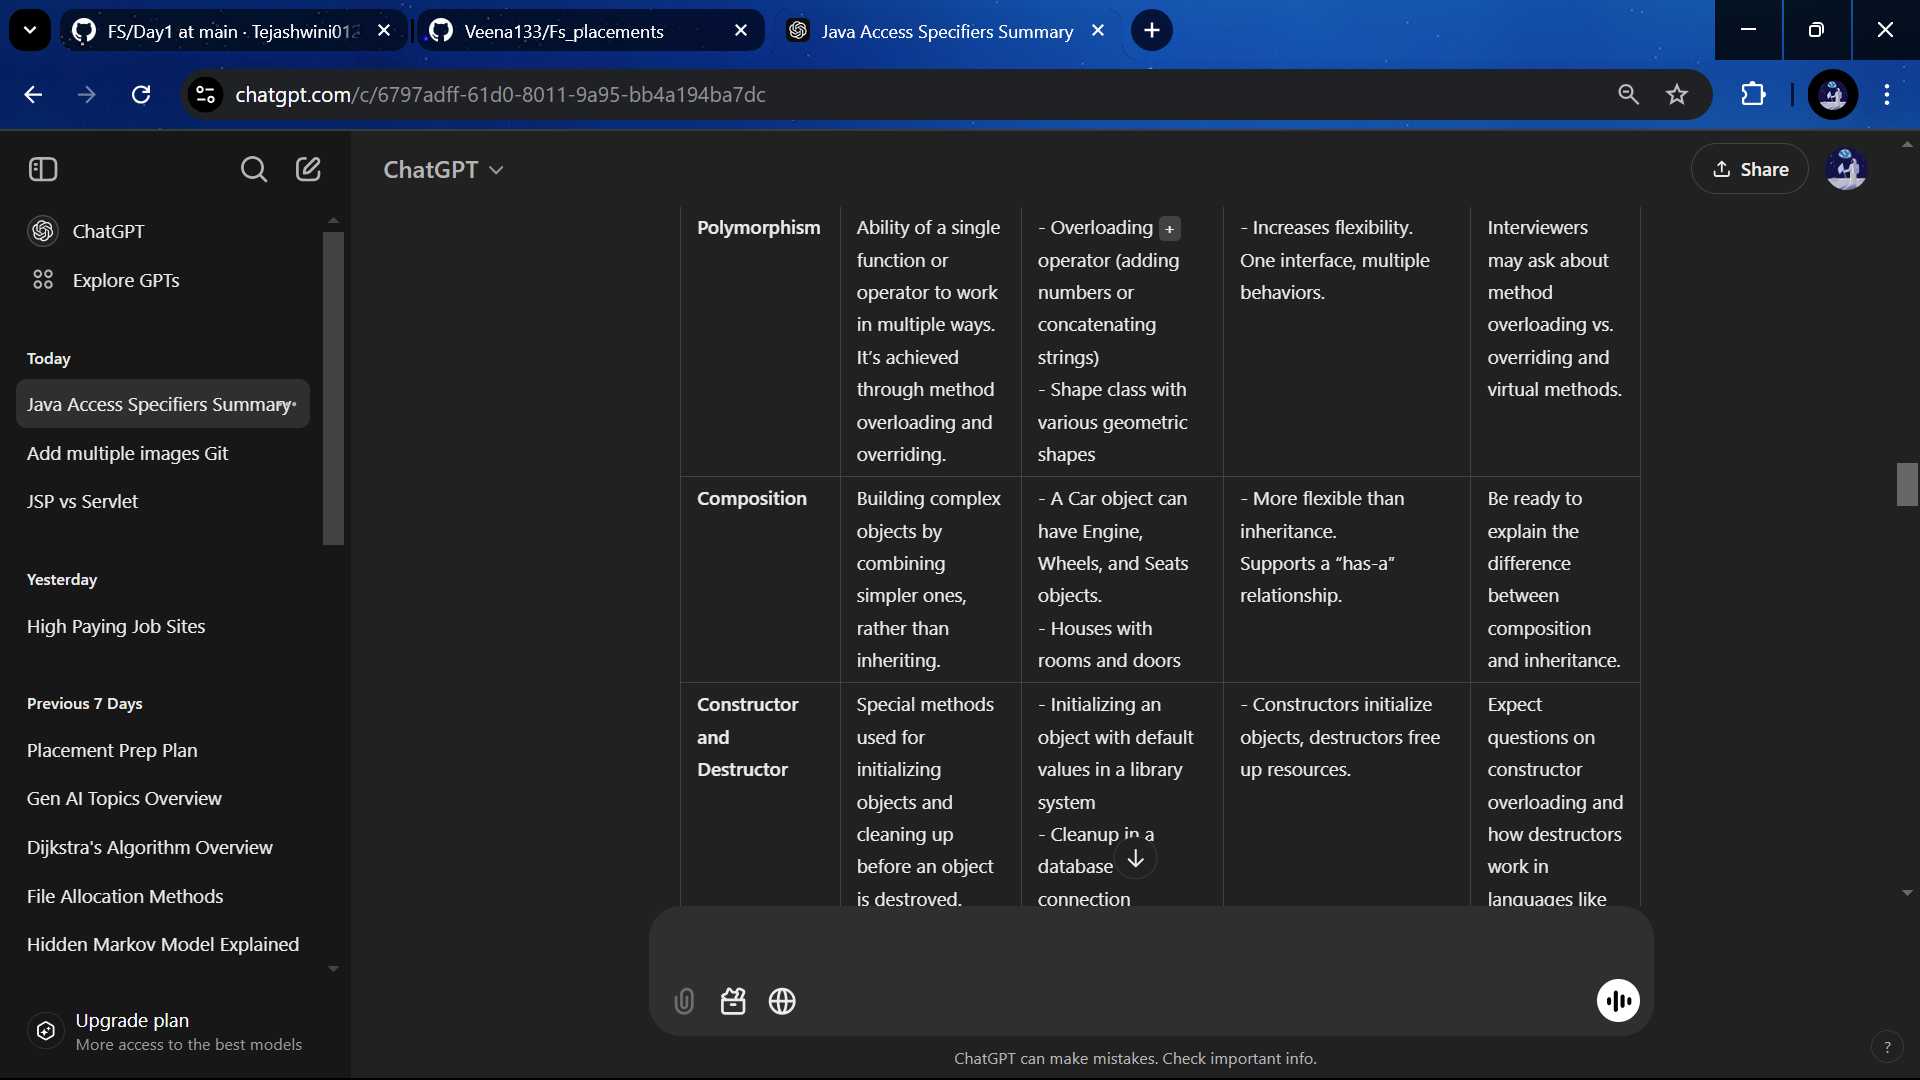 FS/Day1 at main · Tejashwini012
Veena133/Fs_placements
Java Access Specifiers Summary
chatgpt.com/c/6797adff-61d0-8011-9a95-bb4a194ba7dc
ChatGPT
Share
ChatGPT
Explore GPTs
Today
Java Access Specifiers Summary
Add multiple images Git
JSP vs Servlet
Yesterday
High Paying Job Sites
Previous 7 Days
Placement Prep Plan
Gen AI Topics Overview
Dijkstra's Algorithm Overview
File Allocation Methods
Hidden Markov Model Explained
Upgrade plan
More access to the best models
Polymorphism
Ability of a single
function or
operator to work
in multiple ways.
It's achieved
through method
overloading and
overriding.
- Overloading +
operator (adding
numbers or
concatenating
strings)
- Shape class with
various geometric
shapes
- Increases flexibility.
One interface, multiple
behaviors.
Interviewers
may ask about
method
overloading vs.
overriding and
virtual methods.
Composition
Building complex
objects by
combining
simpler ones,
rather than
inheriting.
- A Car object can
have Engine,
Wheels, and Seats
objects.
- Houses with
rooms and doors
- More flexible than
inheritance.
Supports a “has-a”
relationship.
Be ready to
explain the
difference
between
composition
and inheritance.
Constructor
and
Destructor
Special methods
used for
initializing
objects and
cleaning up
before an object
is destroyed.
- Initializing an
object with default
values in a library
system
- Cleanup in a
database
connection
- Constructors initialize
objects, destructors free
up resources.
Expect
questions on
constructor
overloading and
how destructors
work in
languages like
ChatGPT can make mistakes. Check important info.
?